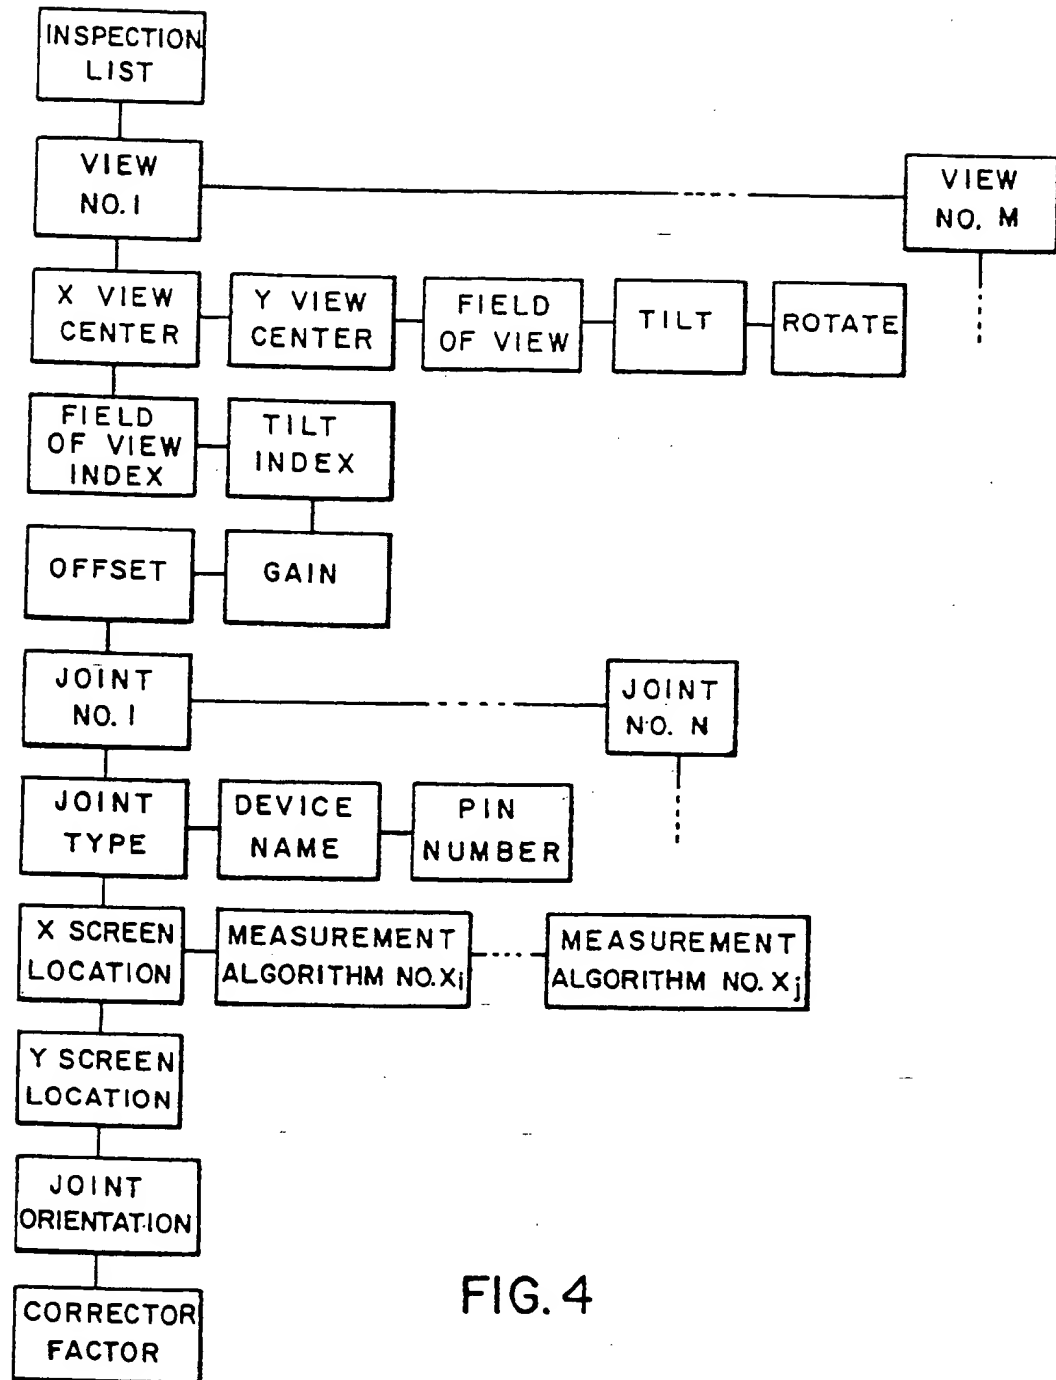 INSPECTION
LIST
VIEW
NO. 1
VIEW
NO. M
X VIEW
CENTER
Y VIEW
CENTER
FIELD
OF VIEW
TILT
ROTATE
FIELD
OF VIEW
INDEX
TILT
INDEX
OFFSET
GAIN
JOINT
NO. 1
JOINT
NO. N
JOINT
TYPE
DEVICE
NAME
PIN
NUMBER
X SCREEN
LOCATION
MEASUREMENT
ALGORITHM NO. Xi
MEASUREMENT
ALGORITHM NO. Xj
Y SCREEN
LOCATION
JOINT
ORIENTATION
CORRECTOR
FACTOR
FIG. 4